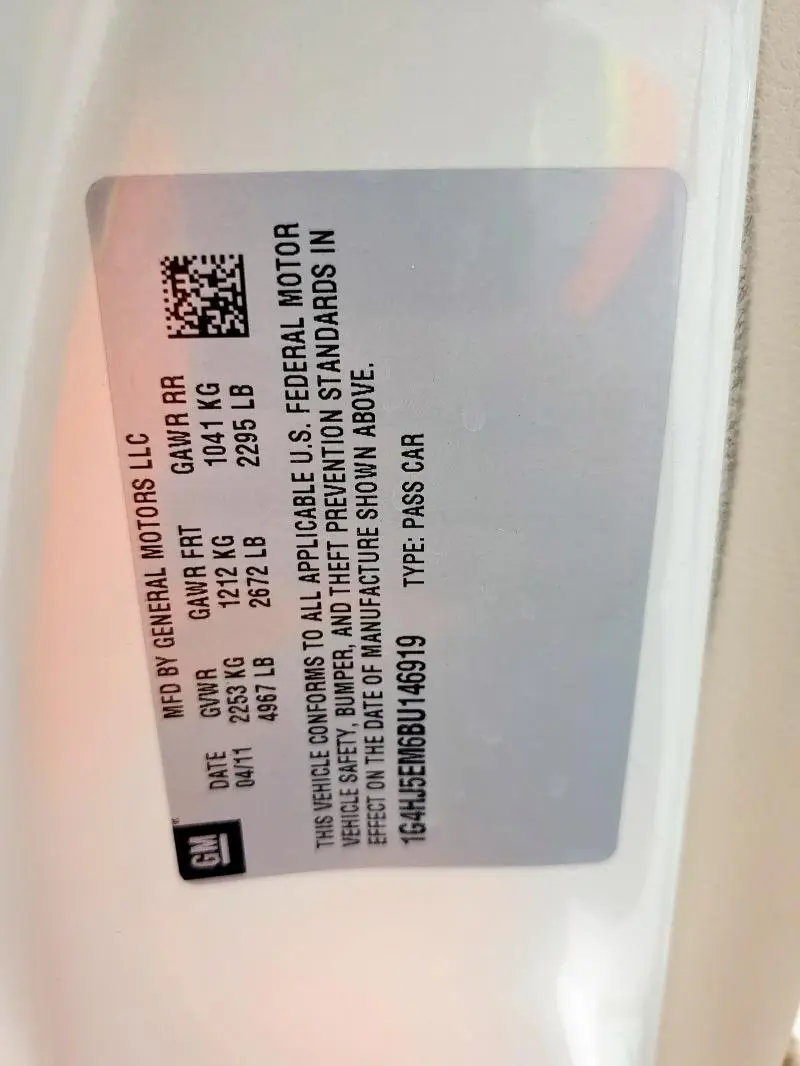 GM
MFD BY GENERAL MOTORS LLC
DATE GVWR GAWR FRT GAWR RR
04/11 2253 KG 1212 KG 1041 KG
4967 LB 2672 LB 2295 LB
THIS VEHICLE CONFORMS TO ALL APPLICABLE U.S. FEDERAL MOTOR
VEHICLE SAFETY, BUMPER, AND THEFT PREVENTION STANDARDS IN
EFFECT ON THE DATE OF MANUFACTURE SHOWN ABOVE.
1G4HJ5EM6BU146919 TYPE: PASS CAR